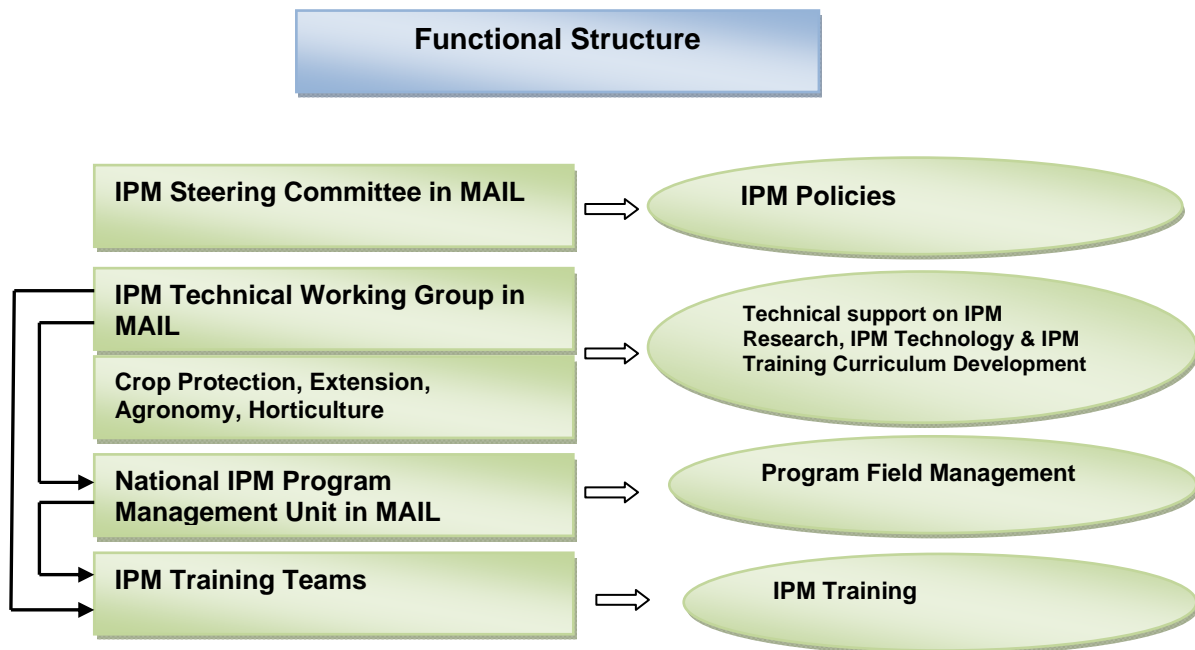 Functional Structure
IPM Steering Committee in MAIL
IPM Policies
IPM Technical Working Group in
MAIL
Technical support on IPM
Research, IPM Technology & IPM
Training Curriculum Development
Crop Protection, Extension,
Agronomy, Horticulture
National IPM Program
Management Unit in MAIL
Program Field Management
IPM Training Teams
IPM Training